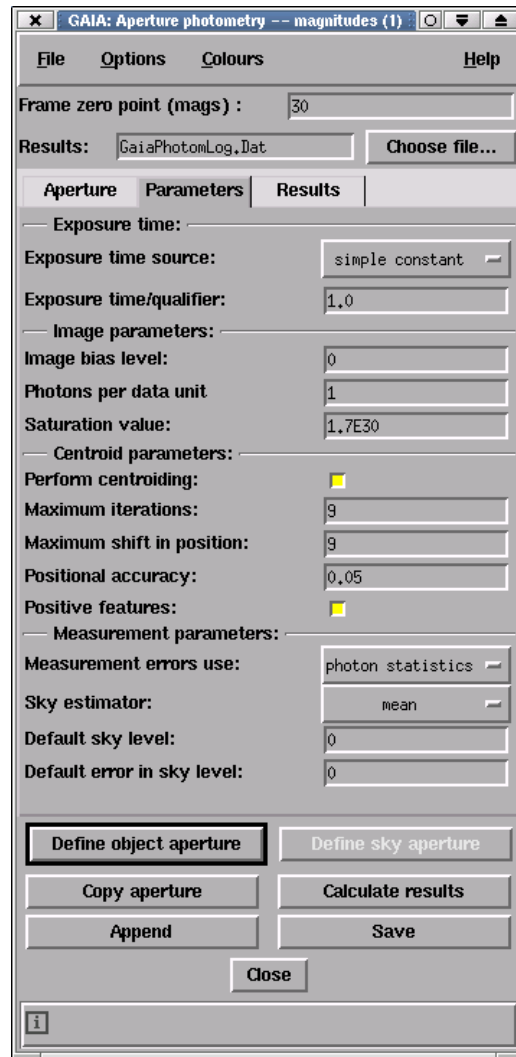 GAIA: Aperture photometry -- magnitudes (1)
File Options Colours Help
Frame zero point (mags) : 30
Results: GaiaPhotomLog.Dat Choose file...
Aperture Parameters Results
Exposure time:
Exposure time source: simple constant
Exposure time/qualifier: 1.0
Image parameters:
Image bias level: 0
Photons per data unit 1
Saturation value: 1.7E30
Centroid parameters:
Perform centroiding:
Maximum iterations: 9
Maximum shift in position: 9
Positional accuracy: 0.05
Positive features:
Measurement parameters:
Measurement errors use: photon statistics
Sky estimator: mean
Default sky level: 0
Default error in sky level: 0
Define object aperture Define sky aperture
Copy aperture Calculate results
Append Save
Close
i